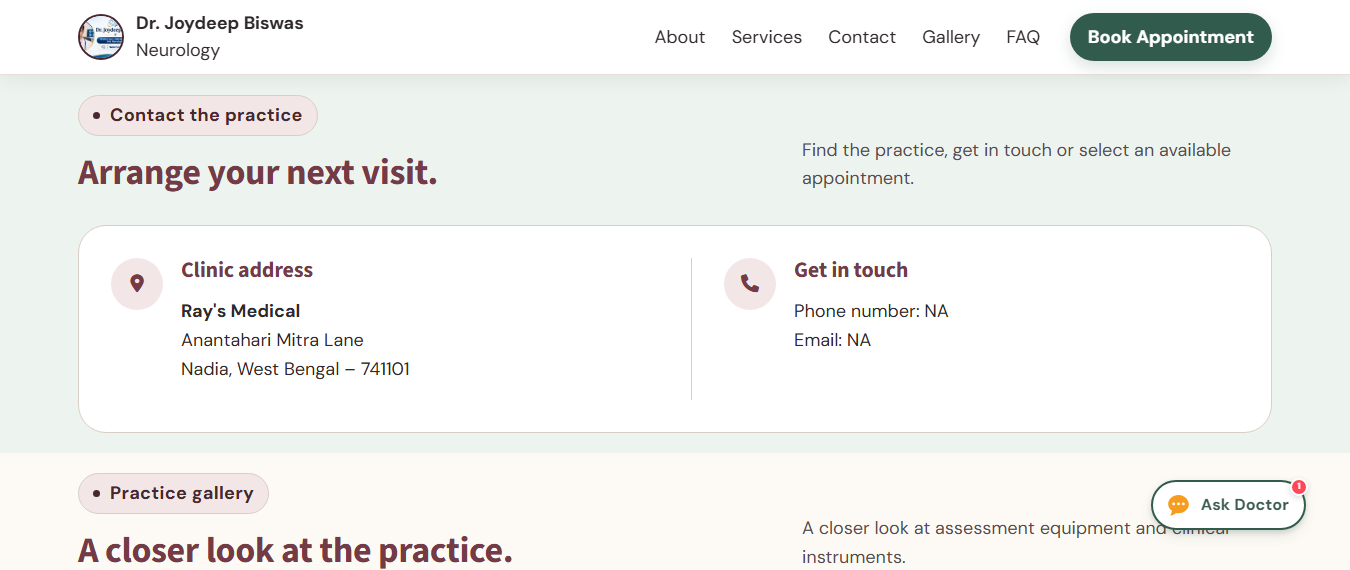 Dr. Joydeep Biswas
Neurology
About Services Contact Gallery FAQ Book Appointment
Contact the practice
Arrange your next visit.
Find the practice, get in touch or select an available
appointment.
Clinic address
Ray's Medical
Anantahari Mitra Lane
Nadia, West Bengal – 741101
Get in touch
Phone number: NA
Email: NA
Practice gallery
A closer look at the practice.
A closer look at assessment equipment and clinical
instruments.
Ask Doctor
1